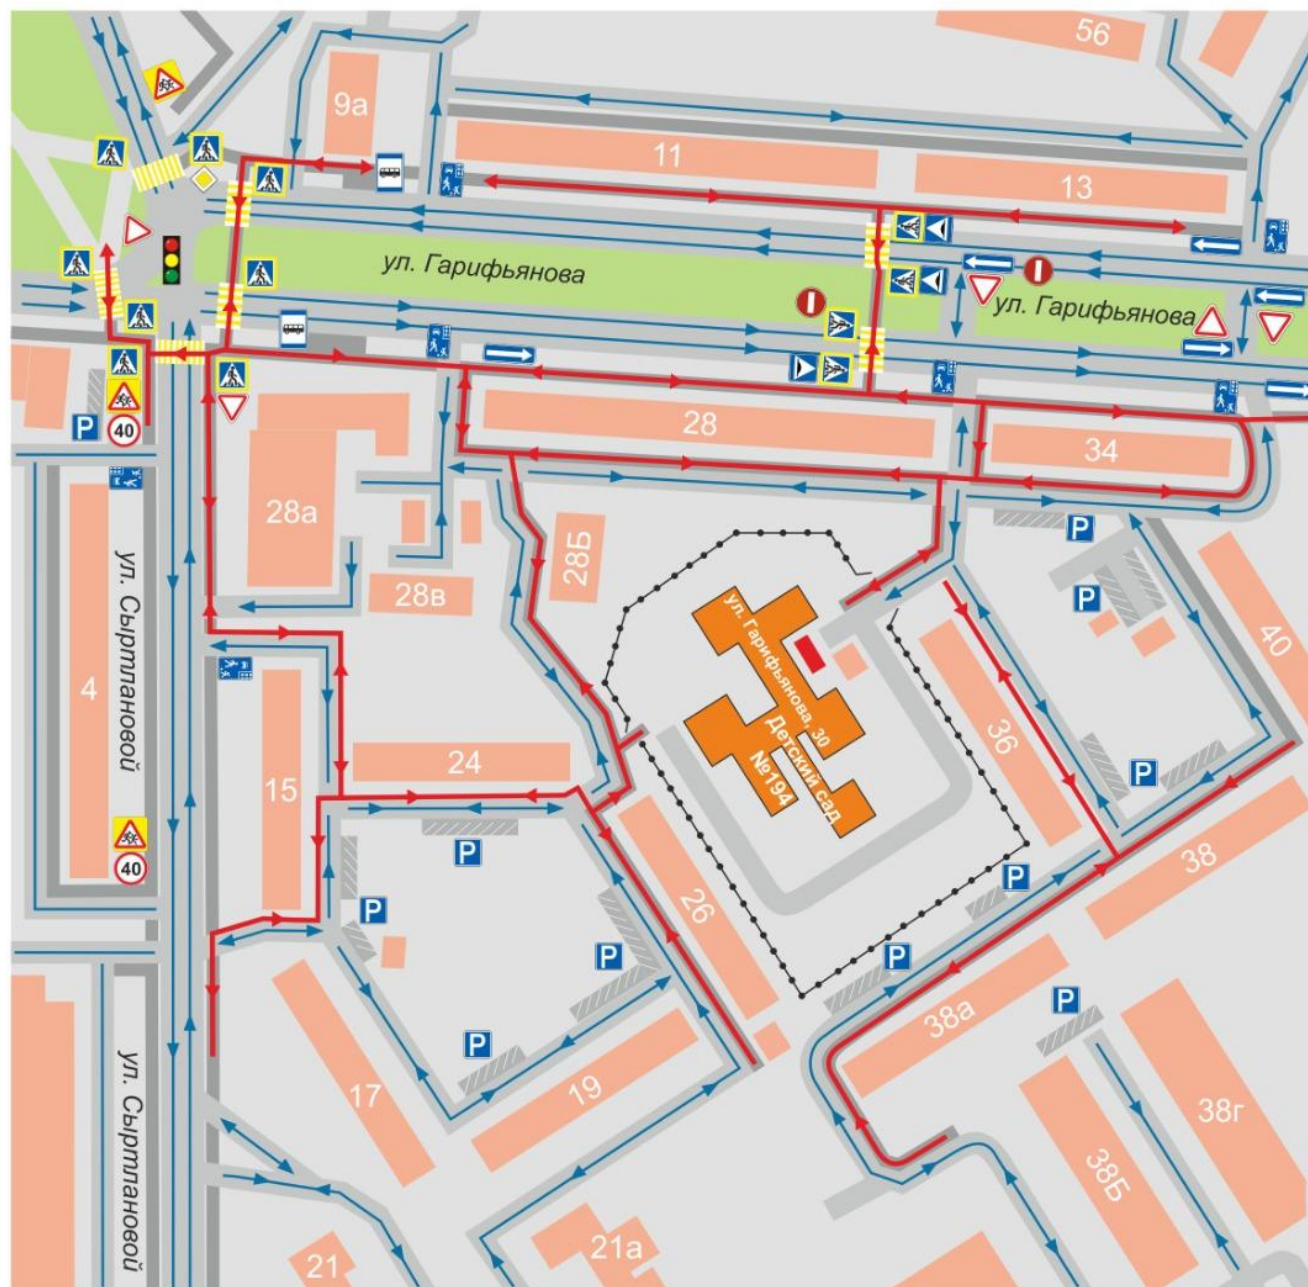 56
9а
11
13
ул. Гарифьянова
ул. Гарифьянова
28
34
P
40
28а
P
28Б
28в
P
ул. Сыртлановой
4
ул. Гарифьянова, 30
Детский сад
№194
40
36
24
15
P
40
P
P
38
26
P
P
P
P
38а
P
38г
P
17
19
38Б
ул. Сыртлановой
21
21а